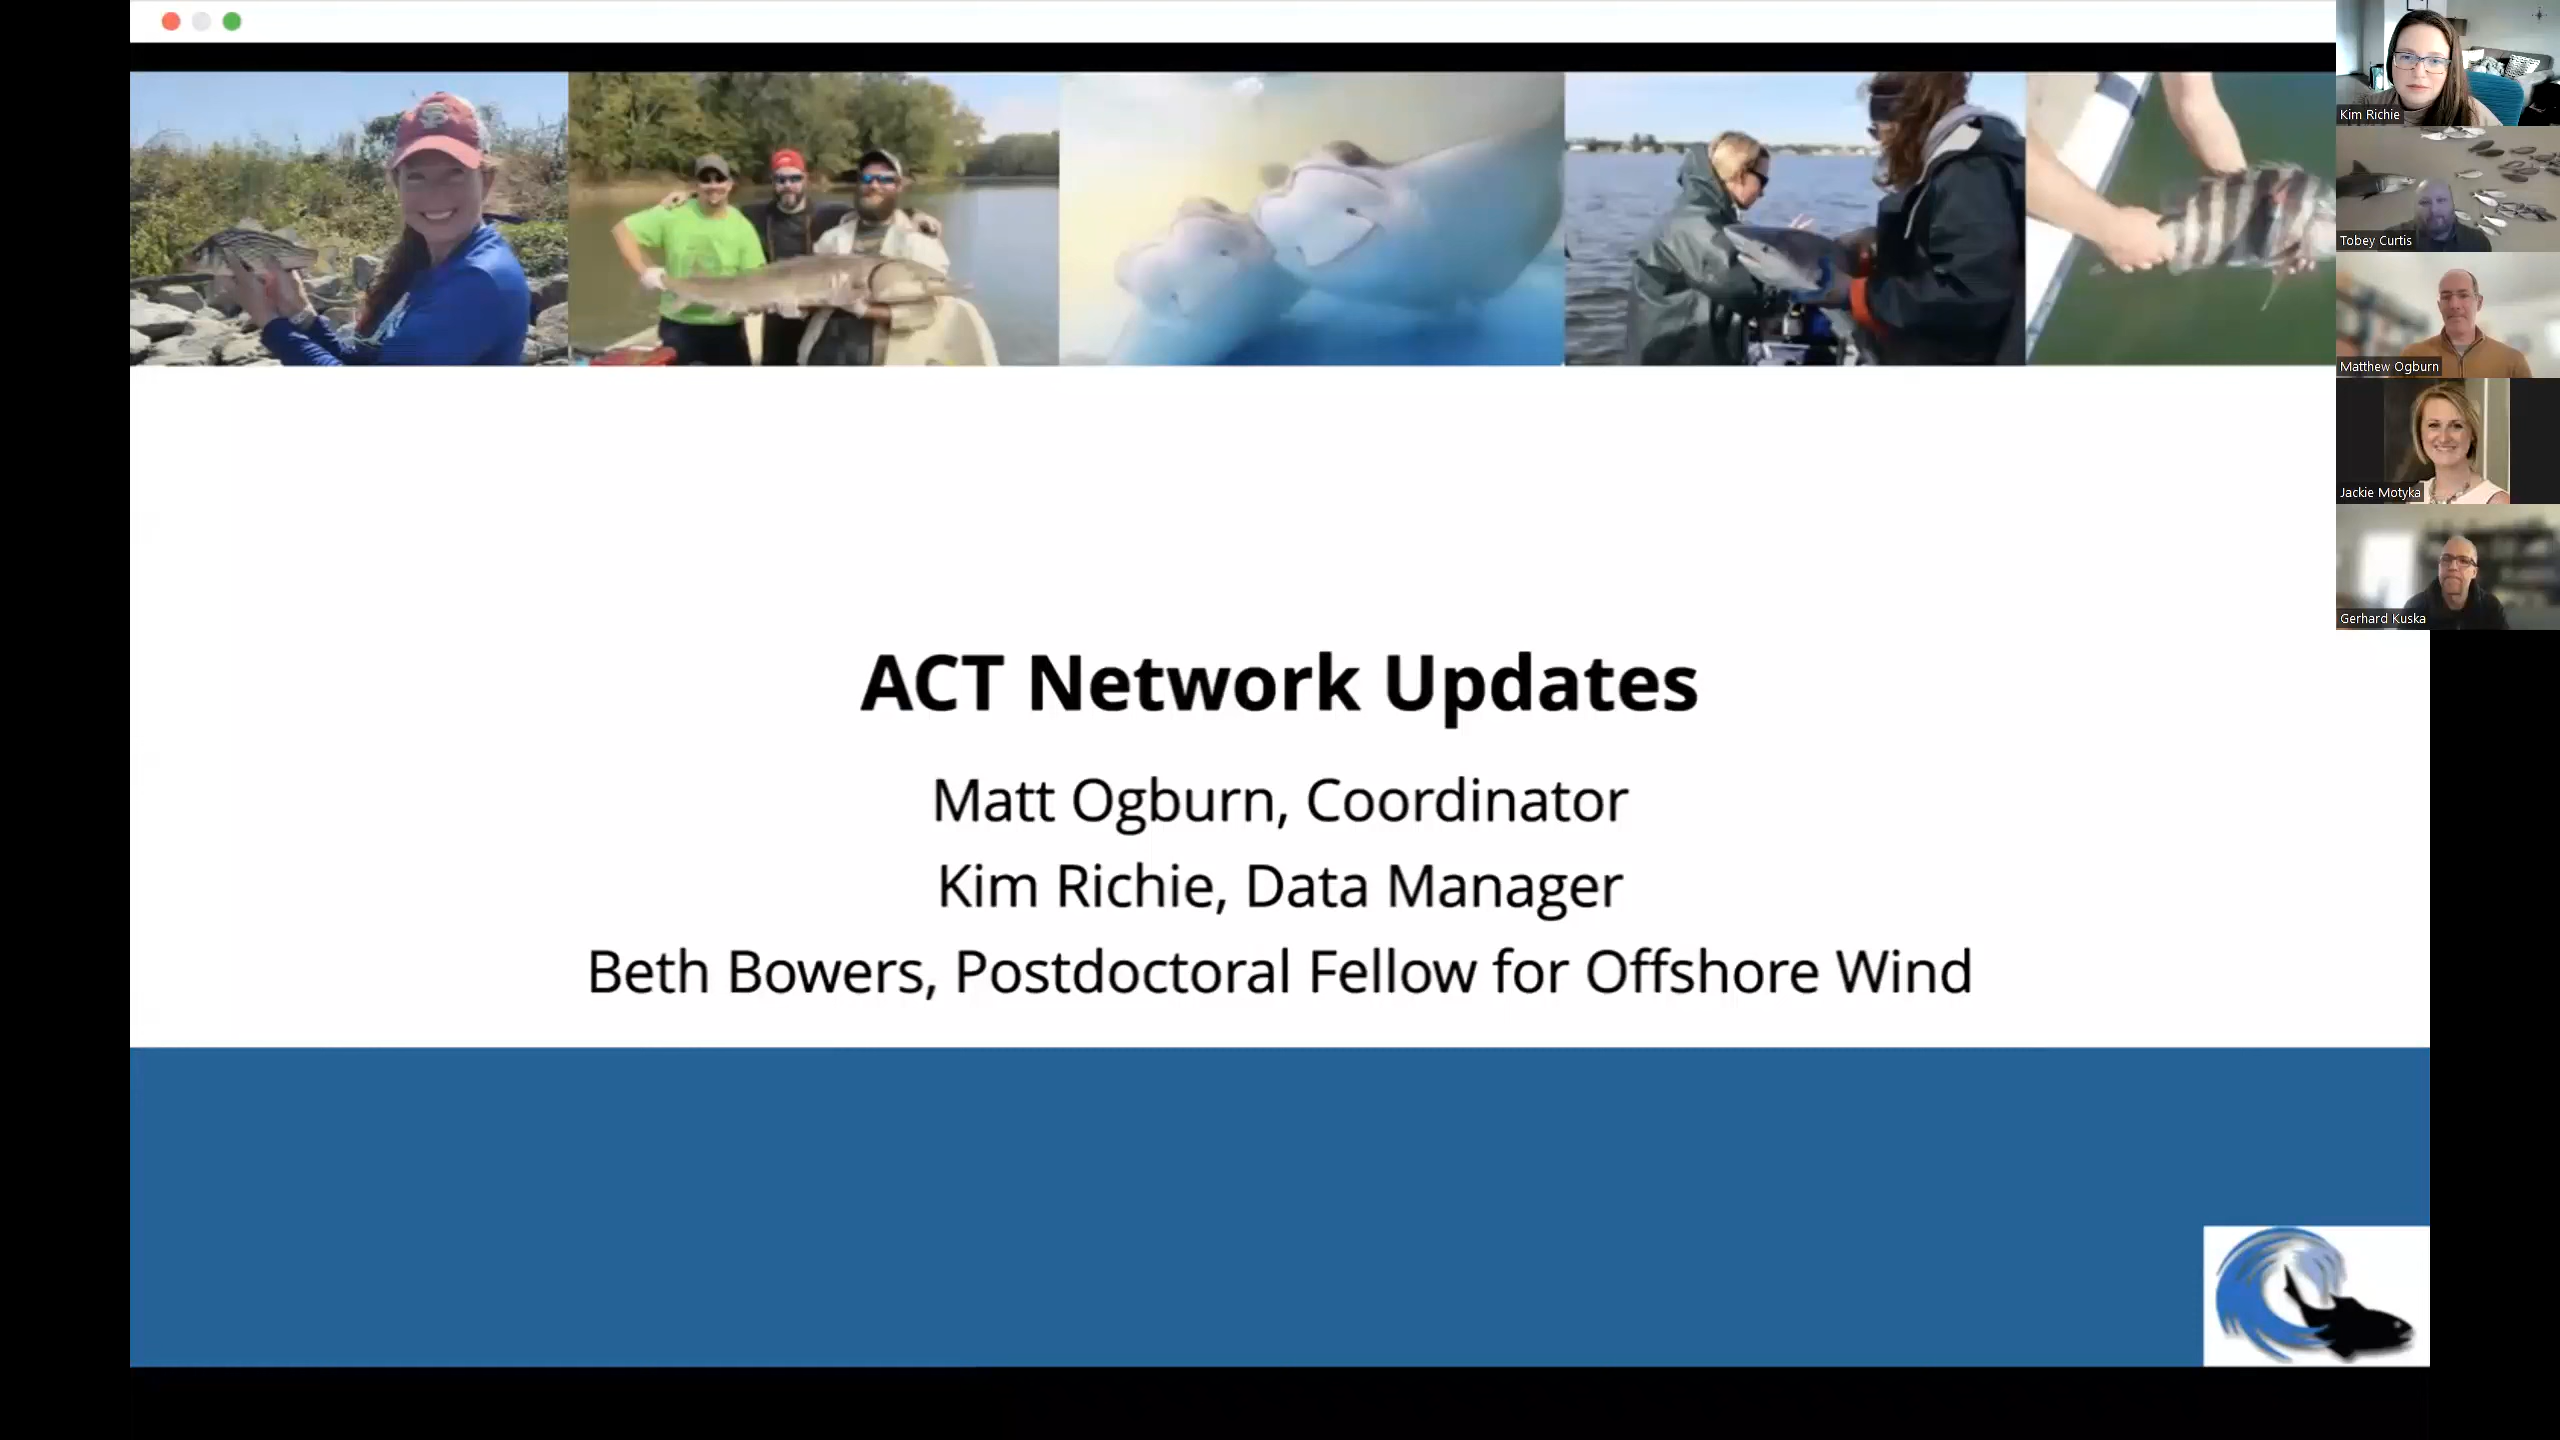 ACT Network Updates
Matt Ogburn, Coordinator
Kim Richie, Data Manager
Beth Bowers, Postdoctoral Fellow for Offshore Wind
Kim Richie
Tobey Curtis
Matthew Ogburn
Jackie Motyka
Gerhard Kuska